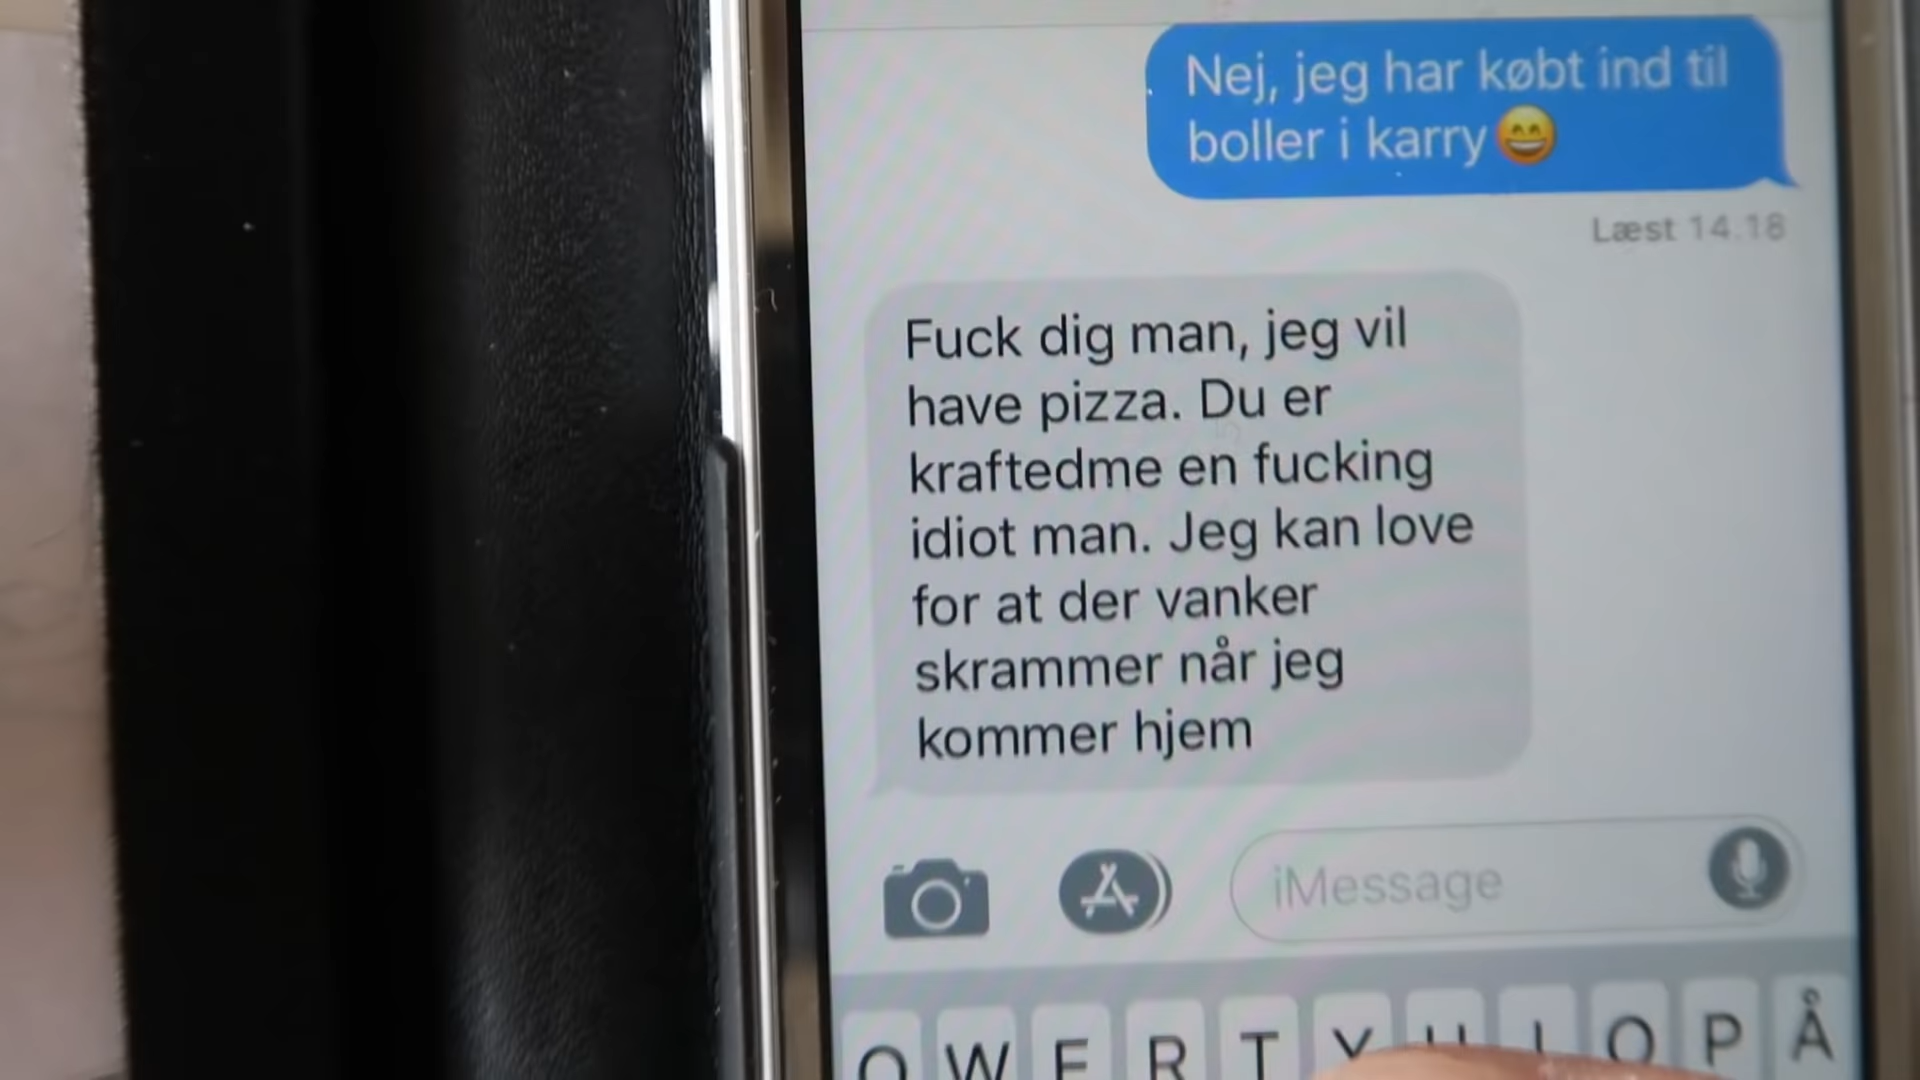 Nej, jeg har købt ind til
boller i karry😄
Læst 14.18
Fuck dig man, jeg vil
have pizza. Du er
kraftedme en fucking
idiot man. Jeg kan love
for at der vanker
skrammer når jeg
kommer hjem
iMessage
Q W E R T Y U I O P Å